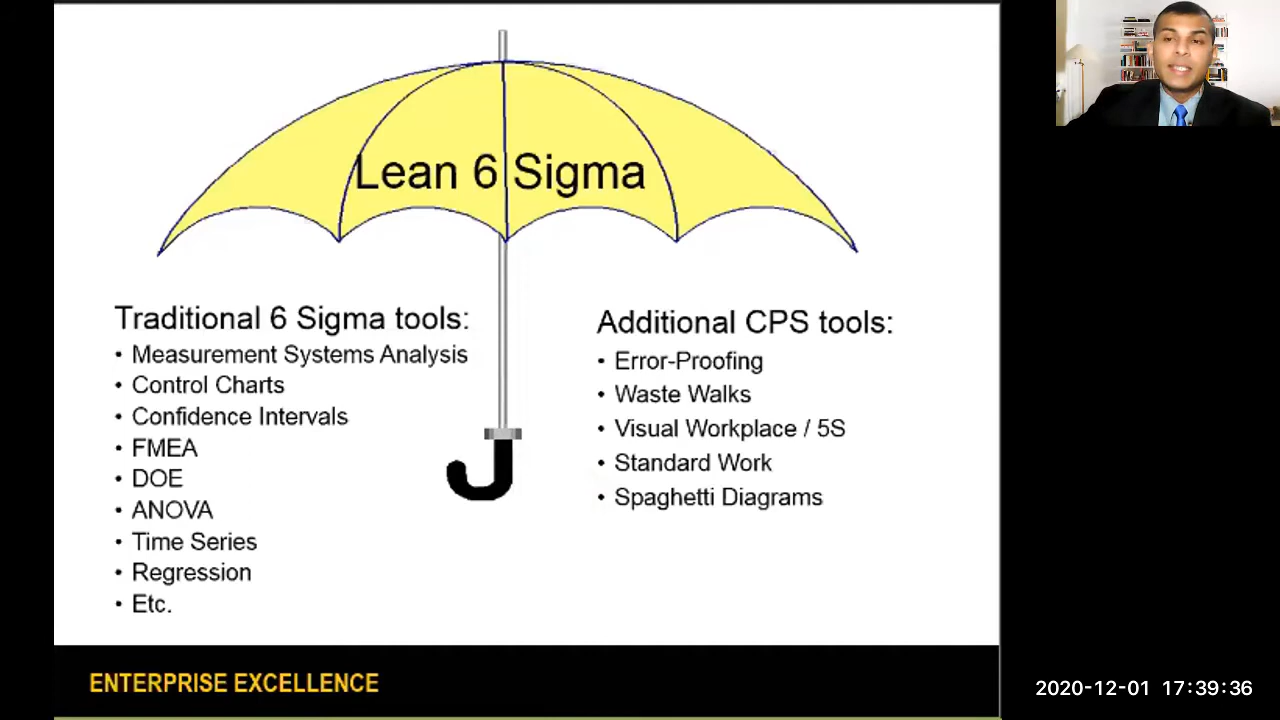 Lean 6 Sigma
Traditional 6 Sigma tools:
• Measurement Systems Analysis
• Control Charts
• Confidence Intervals
• FMEA
• DOE
• ANOVA
• Time Series
• Regression
• Etc.
Additional CPS tools:
• Error-Proofing
• Waste Walks
• Visual Workplace / 5S
• Standard Work
• Spaghetti Diagrams
ENTERPRISE EXCELLENCE
2020-12-01 17:39:36